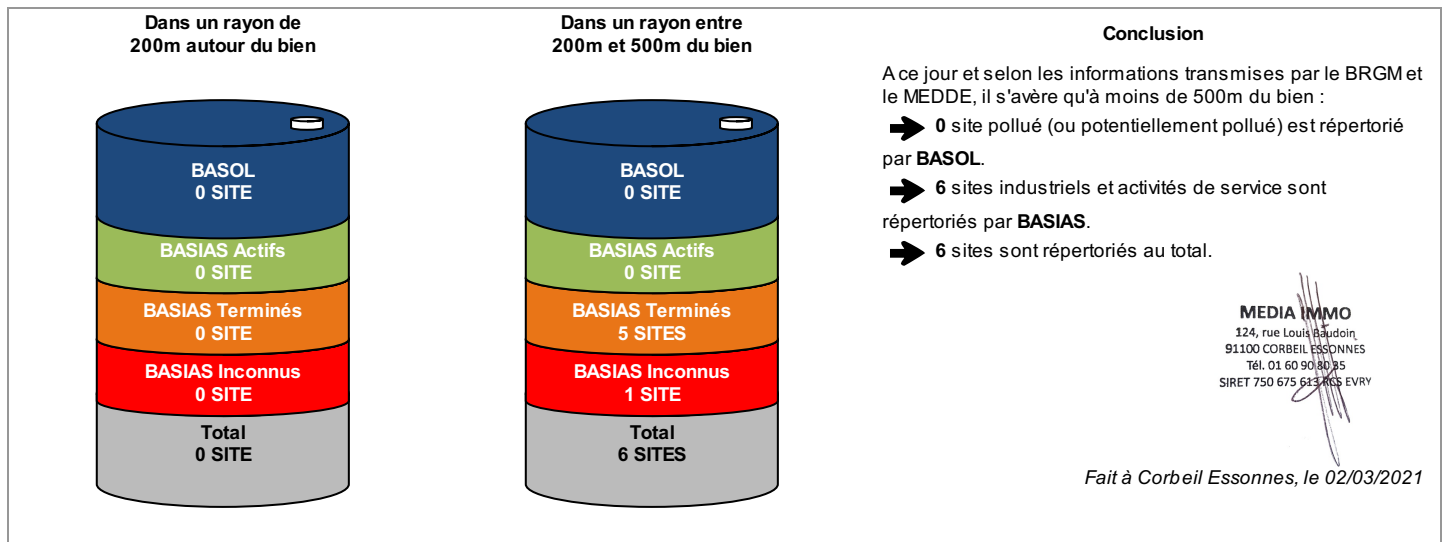 Dans un rayon de
200m autour du bien
BASOL
0 SITE
BASIAS Actifs
0 SITE
BASIAS Terminés
0 SITE
BASIAS Inconnus
0 SITE
Total
0 SITE
Dans un rayon entre
200m et 500m du bien
BASOL
0 SITE
BASIAS Actifs
0 SITE
BASIAS Terminés
5 SITES
BASIAS Inconnus
1 SITE
Total
6 SITES
Conclusion
A ce jour et selon les informations transmises par le BRGM et
le MEDDE, il s'avère qu'à moins de 500m du bien :
0 site pollué (ou potentiellement pollué) est répertorié
par BASOL.
6 sites industriels et activités de service sont
répertoriés par BASIAS.
6 sites sont répertoriés au total.
MEDIA IMMO
124, rue Louis Baudoin
91100 CORBEIL ESSONNES
Tél. 01 60 90 80 85
SIRET 750 675 613 RCS EVRY
Fait à Corbeil Essonnes, le 02/03/2021